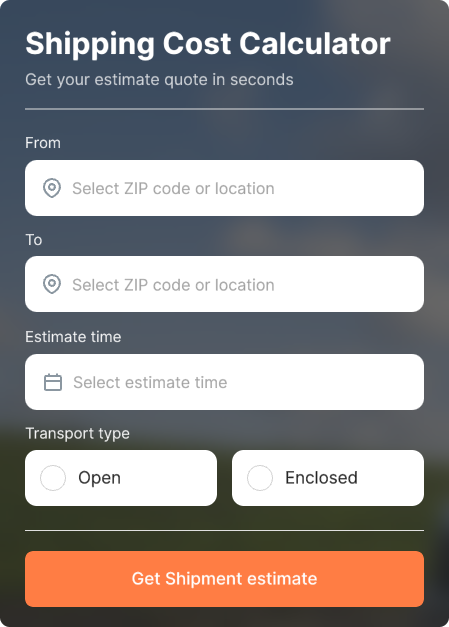 Shipping Cost Calculator
Get your estimate quote in seconds
From
Select ZIP code or location
To
Select ZIP code or location
Estimate time
Select estimate time
Transport type
Open
Enclosed
Get Shipment estimate